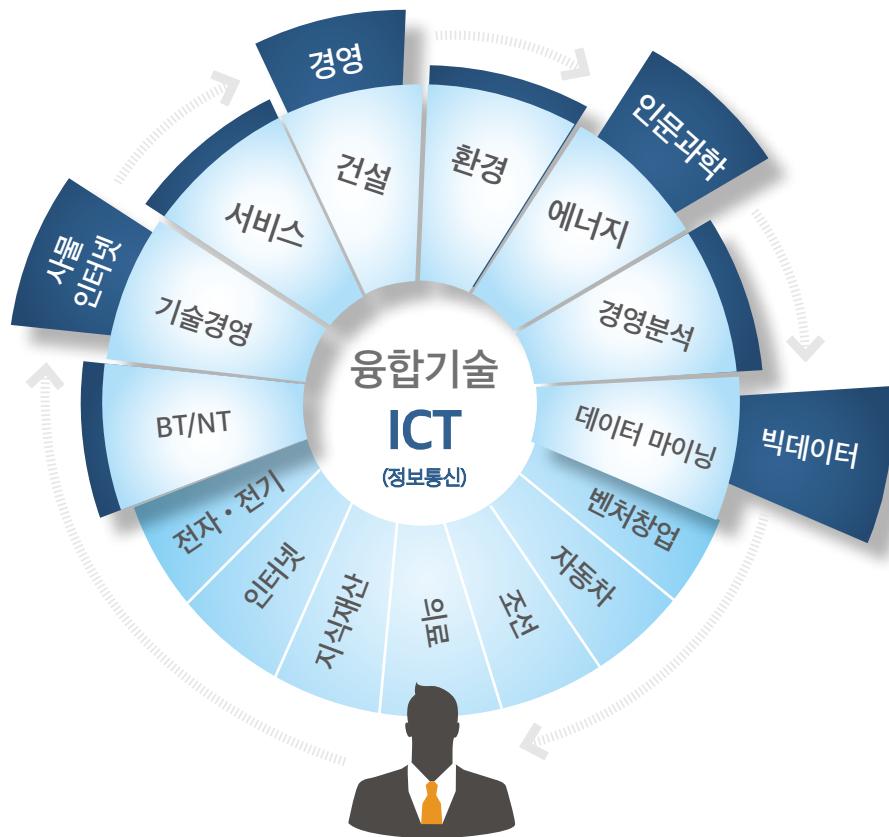 경영
인문과학
빅데이터
사물
인터넷
건설
환경
에너지
경영분석
데이터 마이닝
벤처창업
자동차
조선
의료
지식재산
인터넷
전자·전기
BT/NT
기술경영
서비스
융합기술
ICT
(정보통신)